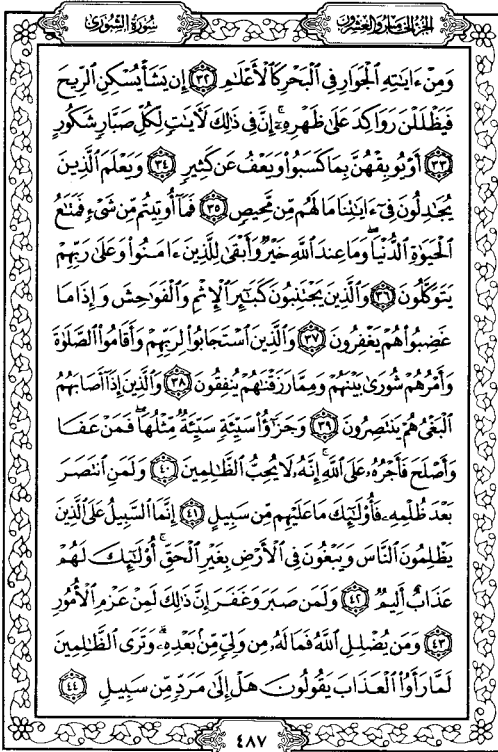 الجزء الخامس والعشرون
سورة الشورى
وَمِنْ ءَايَٰتِهِ ٱلْجَوَارِ فِى ٱلْبَحْرِ كَٱلْأَعْلَٰمِ ٣٢ إِن يَشَأْ يُسْكِنِ ٱلرِّيحَ
فَيَظْلَلْنَ رَوَاكِدَ عَلَىٰ ظَهْرِهِۦٓ ۚ إِنَّ فِى ذَٰلِكَ لَءَايَٰتٍ لِّكُلِّ صَبَّارٍ شَكُورٍ
٣٣ أَوْ يُوبِقْهُنَّ بِمَا كَسَبُوا۟ وَيَعْفُ عَن كَثِيرٍ ٣٤ وَيَعْلَمَ ٱلَّذِينَ
يُجَٰدِلُونَ فِىٓ ءَايَٰتِنَا مَا لَهُم مِّن مَّحِيصٍ ٣٥ فَمَآ أُوتِيتُم مِّن شَىْءٍ فَمَتَٰعُ
ٱلْحَيَوٰةِ ٱلدُّنْيَا ۖ وَمَا عِندَ ٱللَّهِ خَيْرٌ وَأَبْقَىٰ لِلَّذِينَ ءَامَنُوا۟ وَعَلَىٰ رَبِّهِمْ
يَتَوَكَّلُونَ ٣٦ وَٱلَّذِينَ يَجْتَنِبُونَ كَبَٰٓئِرَ ٱلْإِثْمِ وَٱلْفَوَٰحِشَ وَإِذَا مَا
غَضِبُوا۟ هُمْ يَغْفِرُونَ ٣٧ وَٱلَّذِينَ ٱسْتَجَابُوا۟ لِرَبِّهِمْ وَأَقَامُوا۟ ٱلصَّلَوٰةَ
وَأَمْرُهُمْ شُورَىٰ بَيْنَهُمْ وَمِمَّا رَزَقْنَٰهُمْ يُنفِقُونَ ٣٨ وَٱلَّذِينَ إِذَآ أَصَابَهُمُ
ٱلْبَغْىُ هُمْ يَنتَصِرُونَ ٣٩ وَجَزَٰٓؤُا۟ سَيِّئَةٍ سَيِّئَةٌ مِّثْلُهَا ۖ فَمَنْ عَفَا
وَأَصْلَحَ فَأَجْرُهُۥ عَلَى ٱللَّهِ ۚ إِنَّهُۥ لَا يُحِبُّ ٱلظَّٰلِمِينَ ٤٠ وَلَمَنِ ٱنتَصَرَ
بَعْدَ ظُلْمِهِۦ فَأُو۟لَٰٓئِكَ مَا عَلَيْهِم مِّن سَبِيلٍ ٤١ إِنَّمَا ٱلسَّبِيلُ عَلَى ٱلَّذِينَ
يَظْلِمُونَ ٱلنَّاسَ وَيَبْغُونَ فِى ٱلْأَرْضِ بِغَيْرِ ٱلْحَقِّ ۚ أُو۟لَٰٓئِكَ لَهُمْ
عَذَابٌ أَلِيمٌ ٤٢ وَلَمَن صَبَرَ وَغَفَرَ إِنَّ ذَٰلِكَ لَمِنْ عَزْمِ ٱلْأُمُورِ
٤٣ وَمَن يُضْلِلِ ٱللَّهُ فَمَا لَهُۥ مِن وَلِىٍّ مِّنۢ بَعْدِهِۦ ۗ وَتَرَى ٱلظَّٰلِمِينَ
لَمَّا رَأَوُا۟ ٱلْعَذَابَ يَقُولُونَ هَلْ إِلَىٰ مَرَدٍّ مِّن سَبِيلٍ ٤٤
٤٨٧